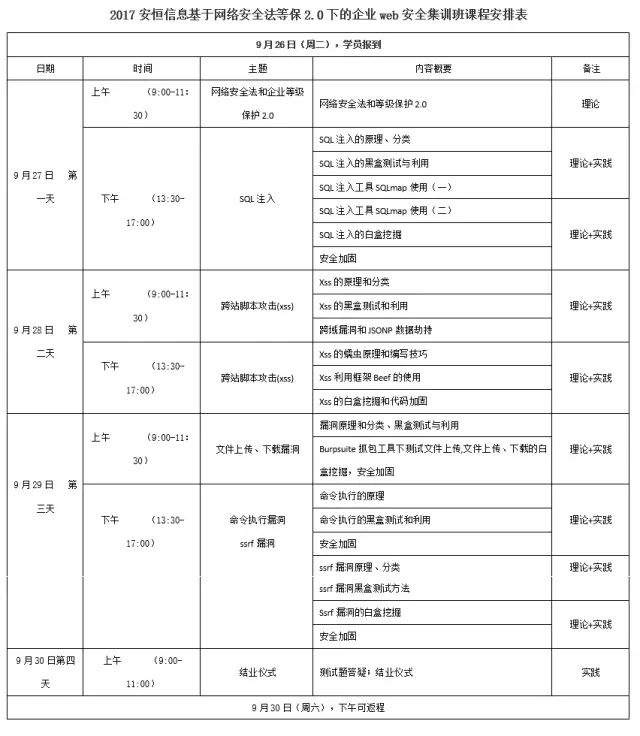 2017 安恒信息基于网络安全法等保 2.0 下的企业 web 安全集训班课程安排表
9 月 26 日（周二），学员报到
日期 时间 主题 内容概要 备注
9 月 27 日 第一天
上午 （9:00-11:30）
网络安全法和企业等级保护 2.0
网络安全法和等级保护 2.0
理论
下午 （13:30-17:00）
SQL 注入
SQL 注入的原理、分类
SQL 注入的黑盒测试与利用
SQL 注入工具 SQLmap 使用（一）
理论+实践
SQL 注入工具 SQLmap 使用（二）
SQL 注入的白盒挖掘
安全加固
理论+实践
9 月 28 日 第二天
上午 （9:00-11:30）
跨站脚本攻击(xss)
Xss 的原理和分类
Xss 的黑盒测试和利用
跨域漏洞和 JSONP 数据劫持
理论+实践
下午 （13:30-17:00）
跨站脚本攻击(xss)
Xss 的蠕虫原理和编写技巧
Xss 利用框架 Beef 的使用
Xss 的白盒挖掘和代码加固
理论+实践
9 月 29 日 第三天
上午 （9:00-11:30）
文件上传、下载漏洞
漏洞原理和分类、黑盒测试与利用
Burpsuite 抓包工具下测试文件上传,文件上传、下载的白
盒挖掘；安全加固
理论+实践
下午 （13:30-17:00）
命令执行漏洞
ssrf 漏洞
命令执行的原理
命令执行的黑盒测试和利用
安全加固
理论+实践
ssrf 漏洞原理、分类
理论+实践
ssrf 漏洞黑盒测试方法
Ssrf 漏洞的白盒挖掘
安全加固
理论+实践
9 月 30 日第四天
上午 （9:00-11:00）
结业仪式
测试题答疑；结业仪式
实践
9 月 30 日（周六），下午可返程